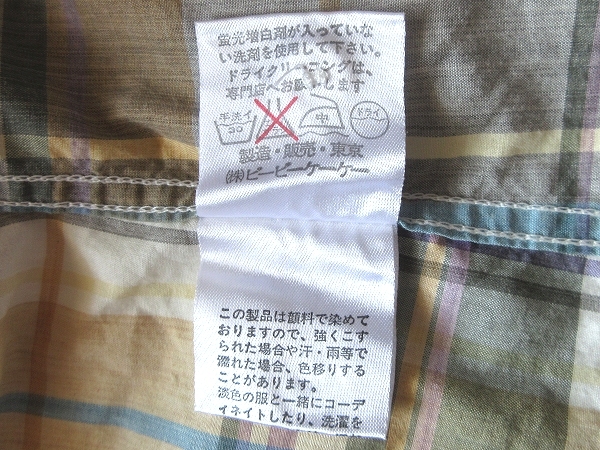 蛍光増白剤が入っていな
い洗剤を使用して下さい。
ドライクリーニングは、
専門店へお願いします
手洗イ
30
中
ドライ
製造・販売・東京
㈱ピーピーケーケー
この製品は顔料で染めて
おりますので、強くこす
られた場合や汗・雨等で
濡れた場合、色移りする
ことがあります。
淡色の服と一緒にコーデ
ィネイトしたり、洗濯を